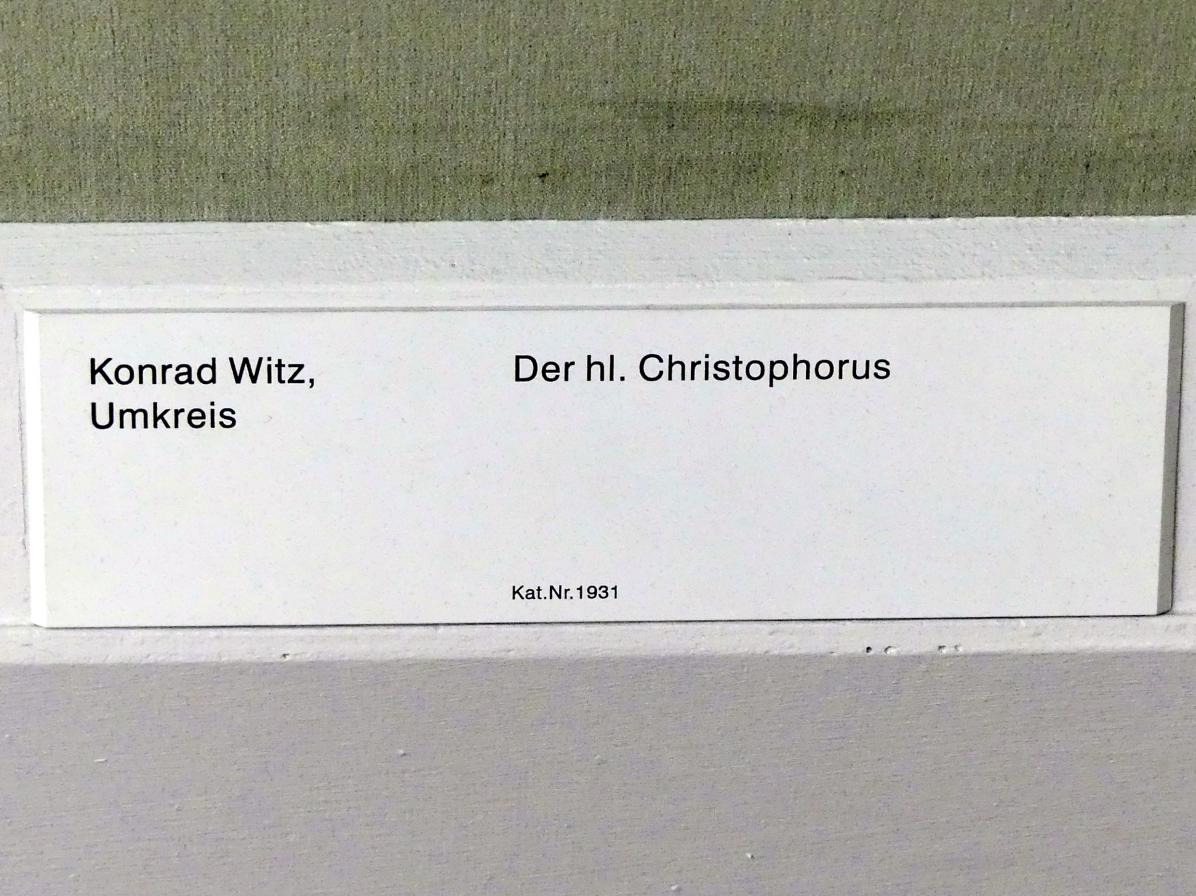 Konrad Witz,
Umkreis
Der hl. Christophorus
Kat.Nr.1931